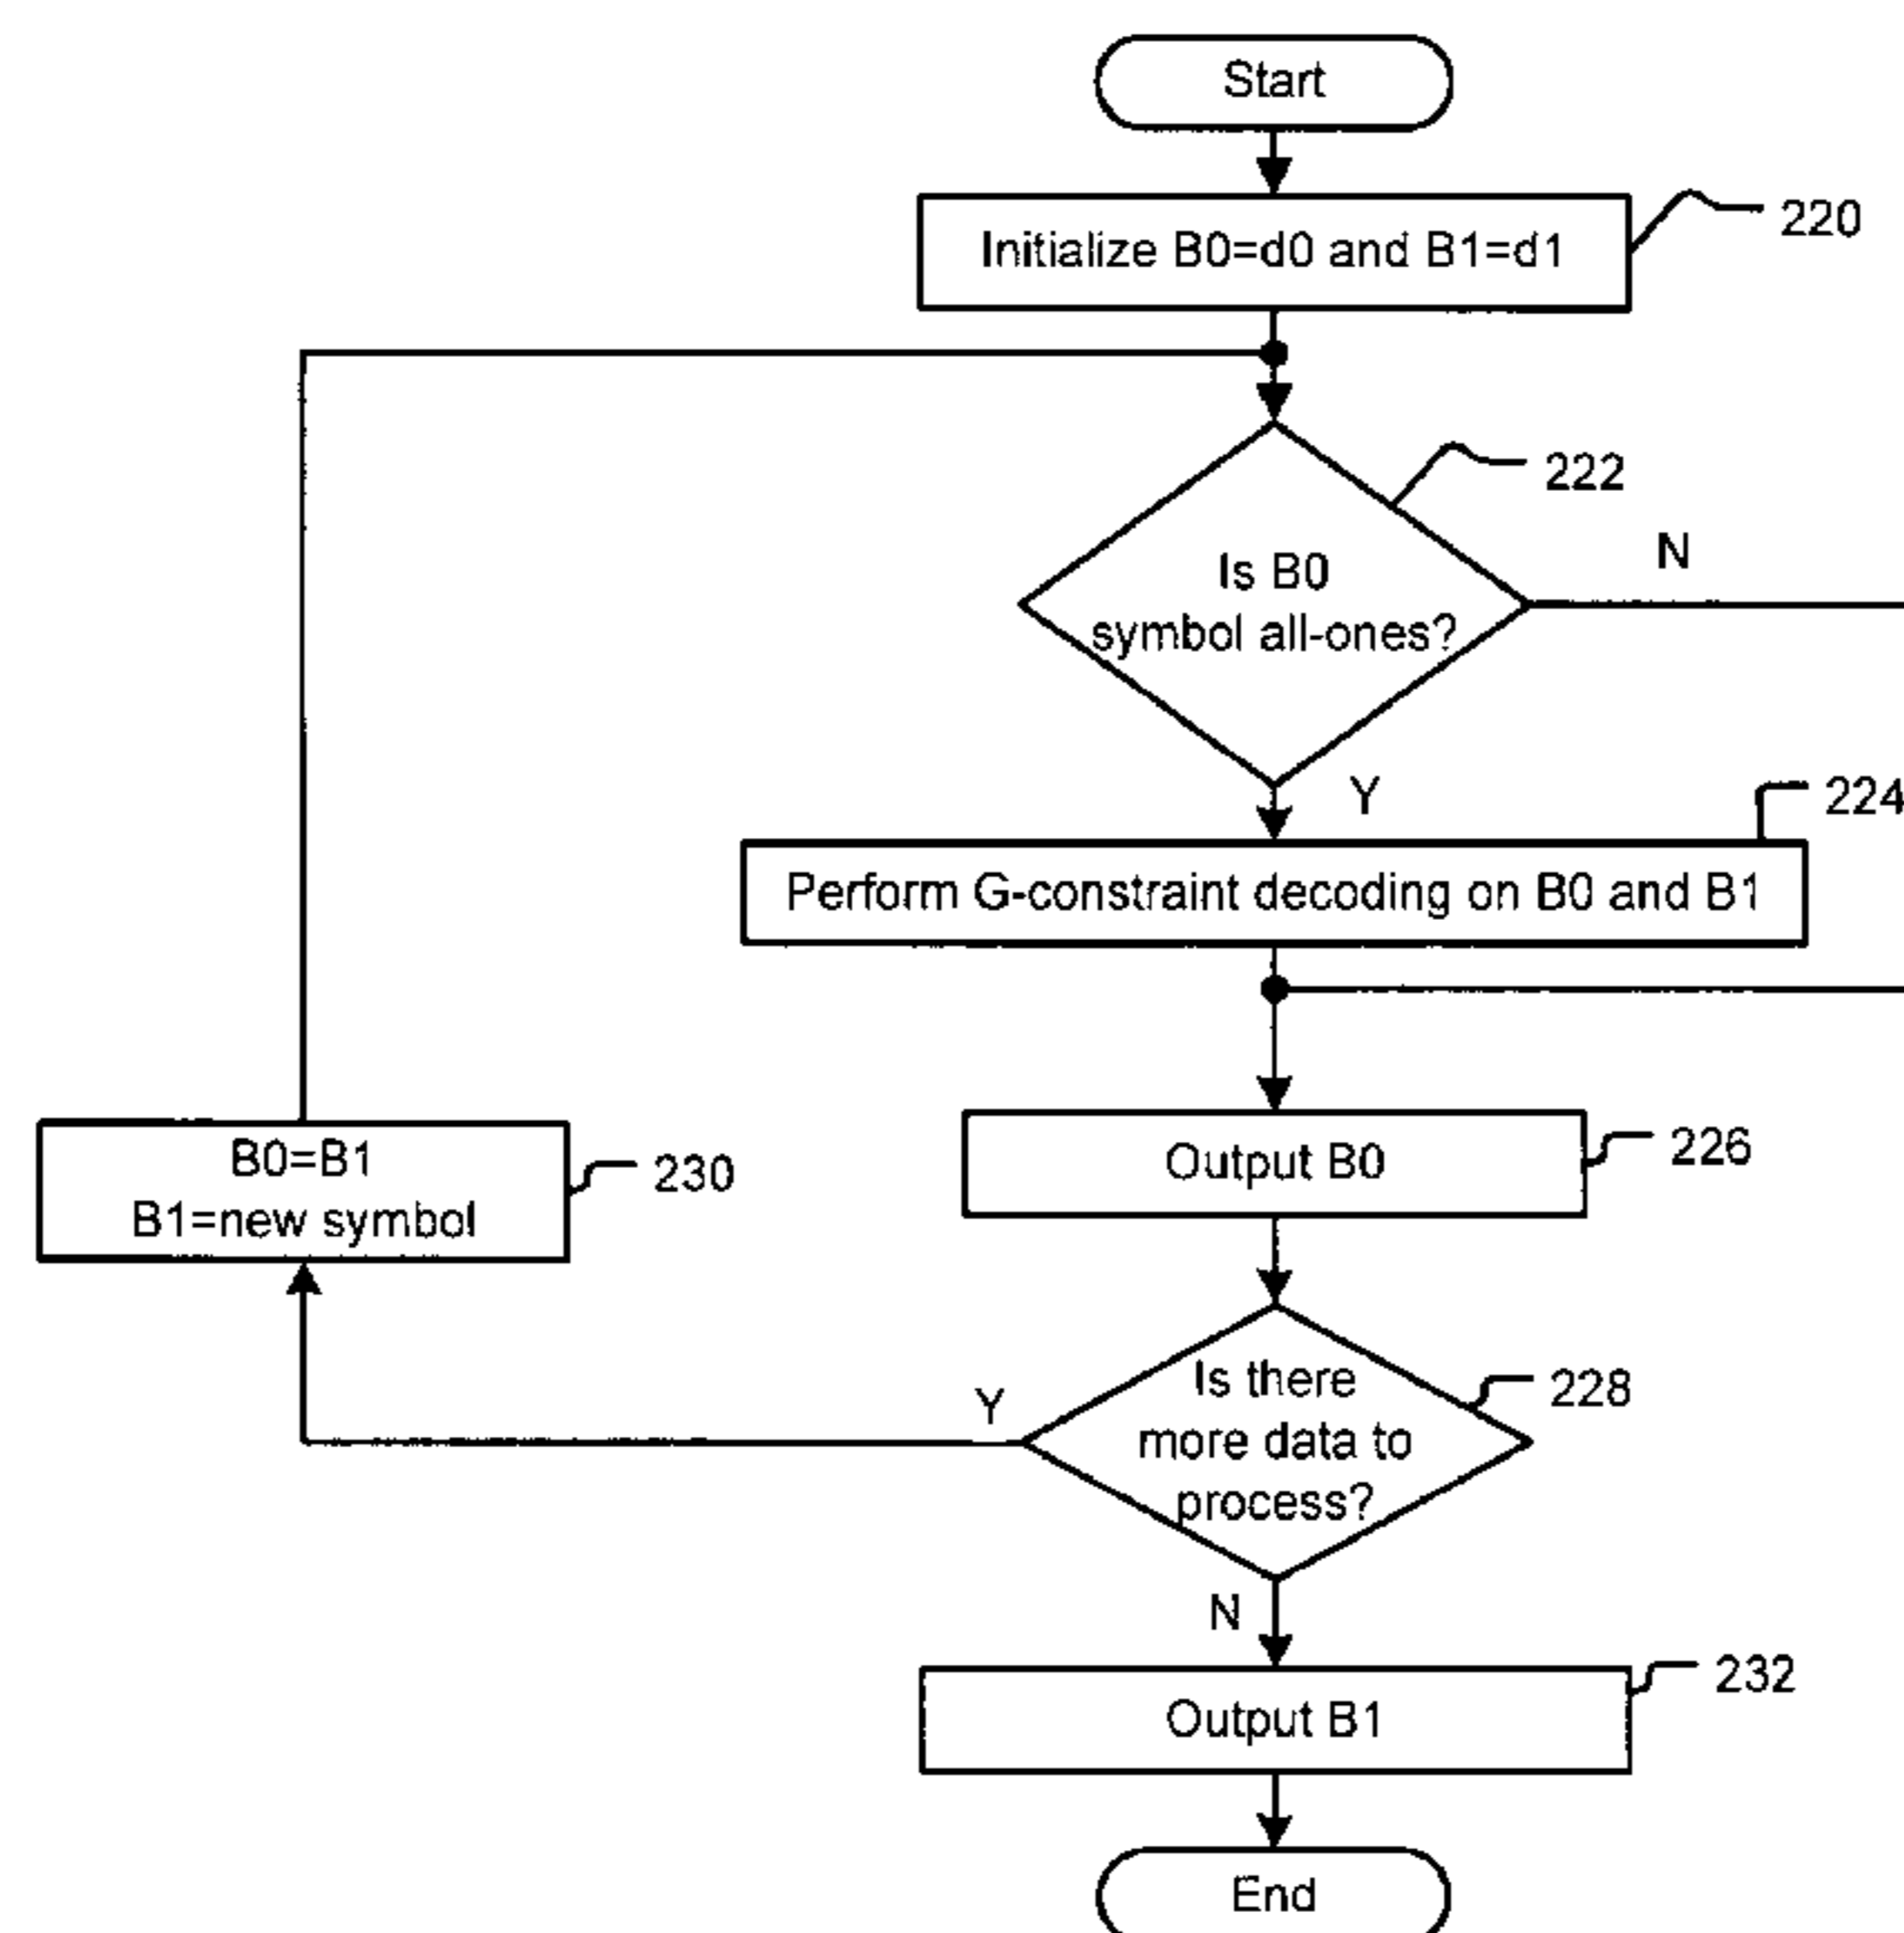 Start
Initialize B0=d0 and B1=d1
220
222
Is B0
symbol all-ones?
N
Y
224
Perform G-constraint decoding on B0 and B1
Output B0
226
B0=B1
B1=new symbol
230
Is there
more data to
process?
228
Y
N
Output B1
232
End